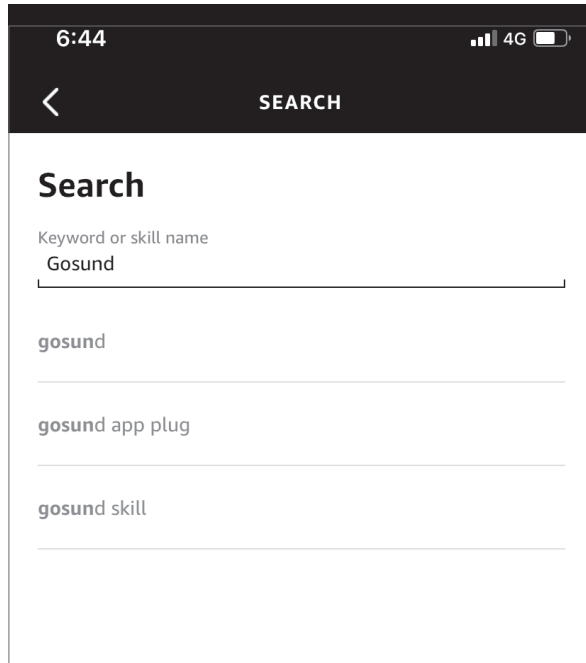 6:44 4G
SEARCH
Search
Keyword or skill name
Gosund
gosund
gosund app plug
gosund skill